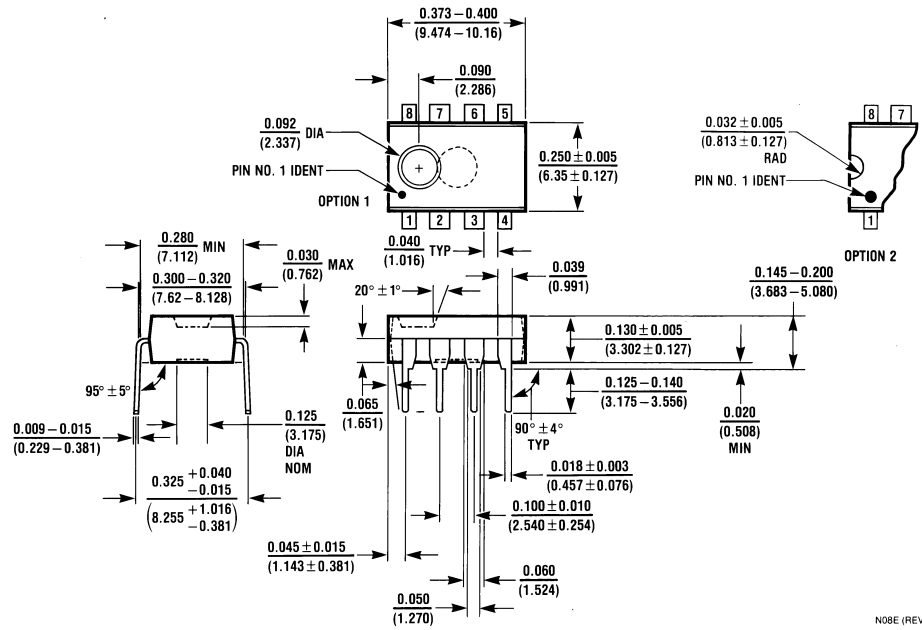 0.373–0.400
(9.474–10.16)
0.090
(2.286)
8 7 6 5
0.092 DIA
(2.337)
PIN NO. 1 IDENT
OPTION 1
0.250 ± 0.005
(6.35 ± 0.127)
1 2 3 4
8 7
0.032 ± 0.005
(0.813 ± 0.127)
RAD
PIN NO. 1 IDENT
1
OPTION 2
0.280 MIN
(7.112)
0.300–0.320
(7.62–8.128)
0.030 MAX
(0.762)
0.040 TYP
(1.016)
0.039
(0.991)
20° ± 1°
0.145–0.200
(3.683–5.080)
0.130 ± 0.005
(3.302 ± 0.127)
0.125–0.140
(3.175–3.556)
0.020
(0.508)
MIN
95° ± 5°
0.009–0.015
(0.229–0.381)
0.125
(3.175)
DIA
NOM
0.065
(1.651)
90° ± 4°
TYP
0.018 ± 0.003
(0.457 ± 0.076)
0.325 +0.040
-0.015
(8.255 +1.016
-0.381)
0.100 ± 0.010
(2.540 ± 0.254)
0.045 ± 0.015
(1.143 ± 0.381)
0.060
(1.524)
0.050
(1.270)
N08E (REV